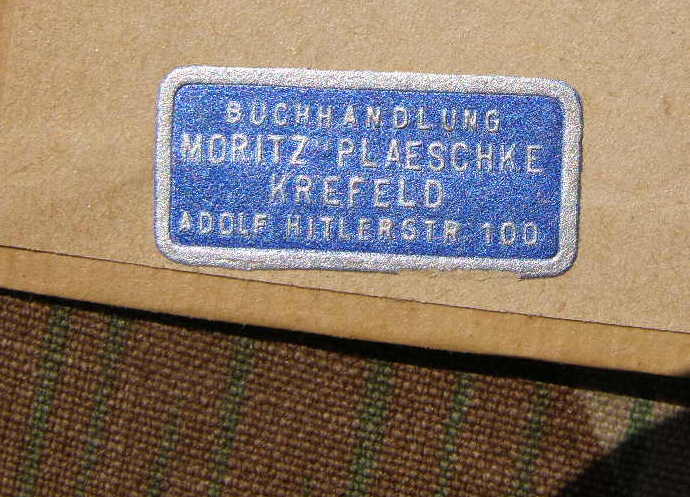 BUCHHANDLUNG
MORITZ PLAESCHKE
KREFELD
ADOLF HITLERSTR 100